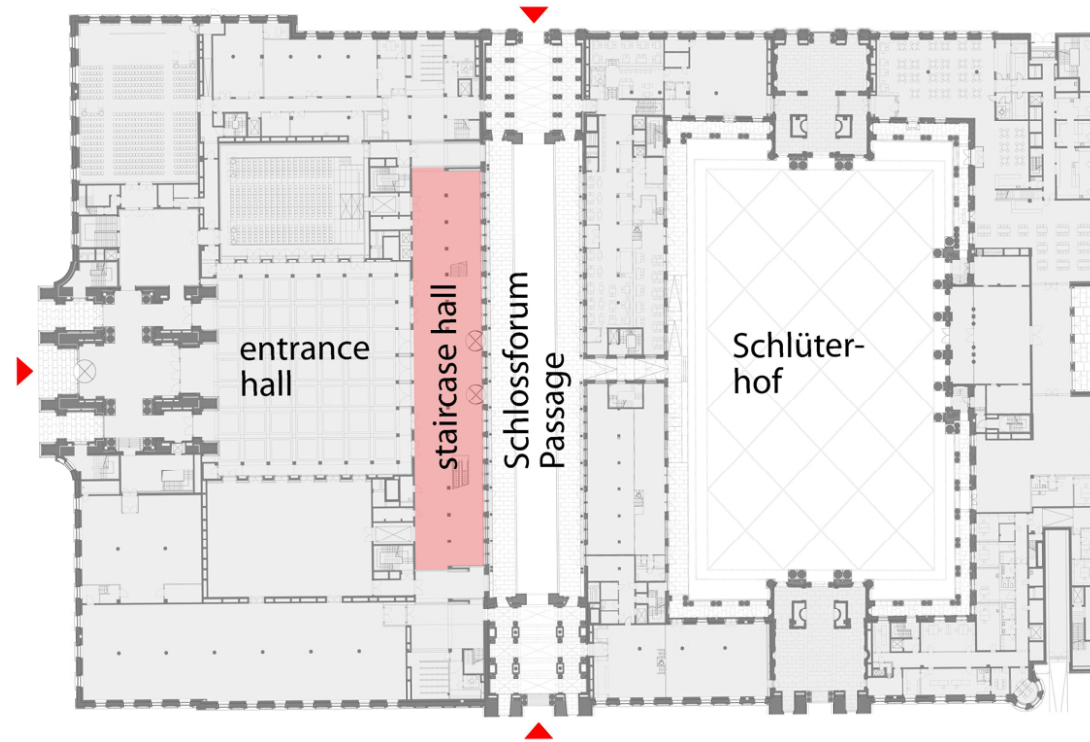 entrance
hall
staircase hall
Schlossforum
Passage
Schlüter-
hof